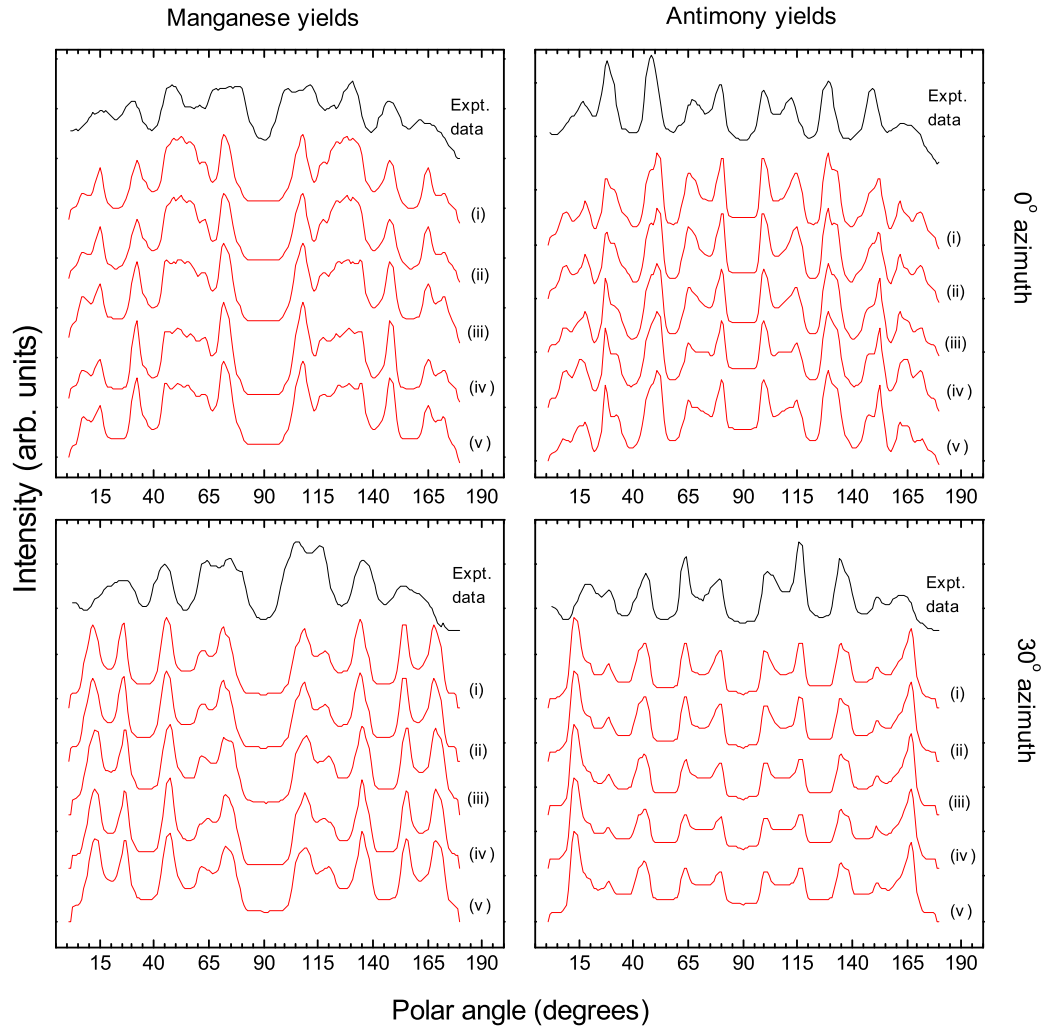 Manganese yields
Antimony yields
Expt.
data
(i)
(ii)
(iii)
(iv)
(v)
15 40 65 90 115 140 165 190
Expt.
data
(i)
(ii)
(iii)
(iv)
(v)
15 40 65 90 115 140 165 190
0° azimuth
Intensity (arb. units)
Expt.
data
(i)
(ii)
(iii)
(iv)
(v)
15 40 65 90 115 140 165 190
Expt.
data
(i)
(ii)
(iii)
(iv)
(v)
15 40 65 90 115 140 165 190
30° azimuth
Polar angle (degrees)